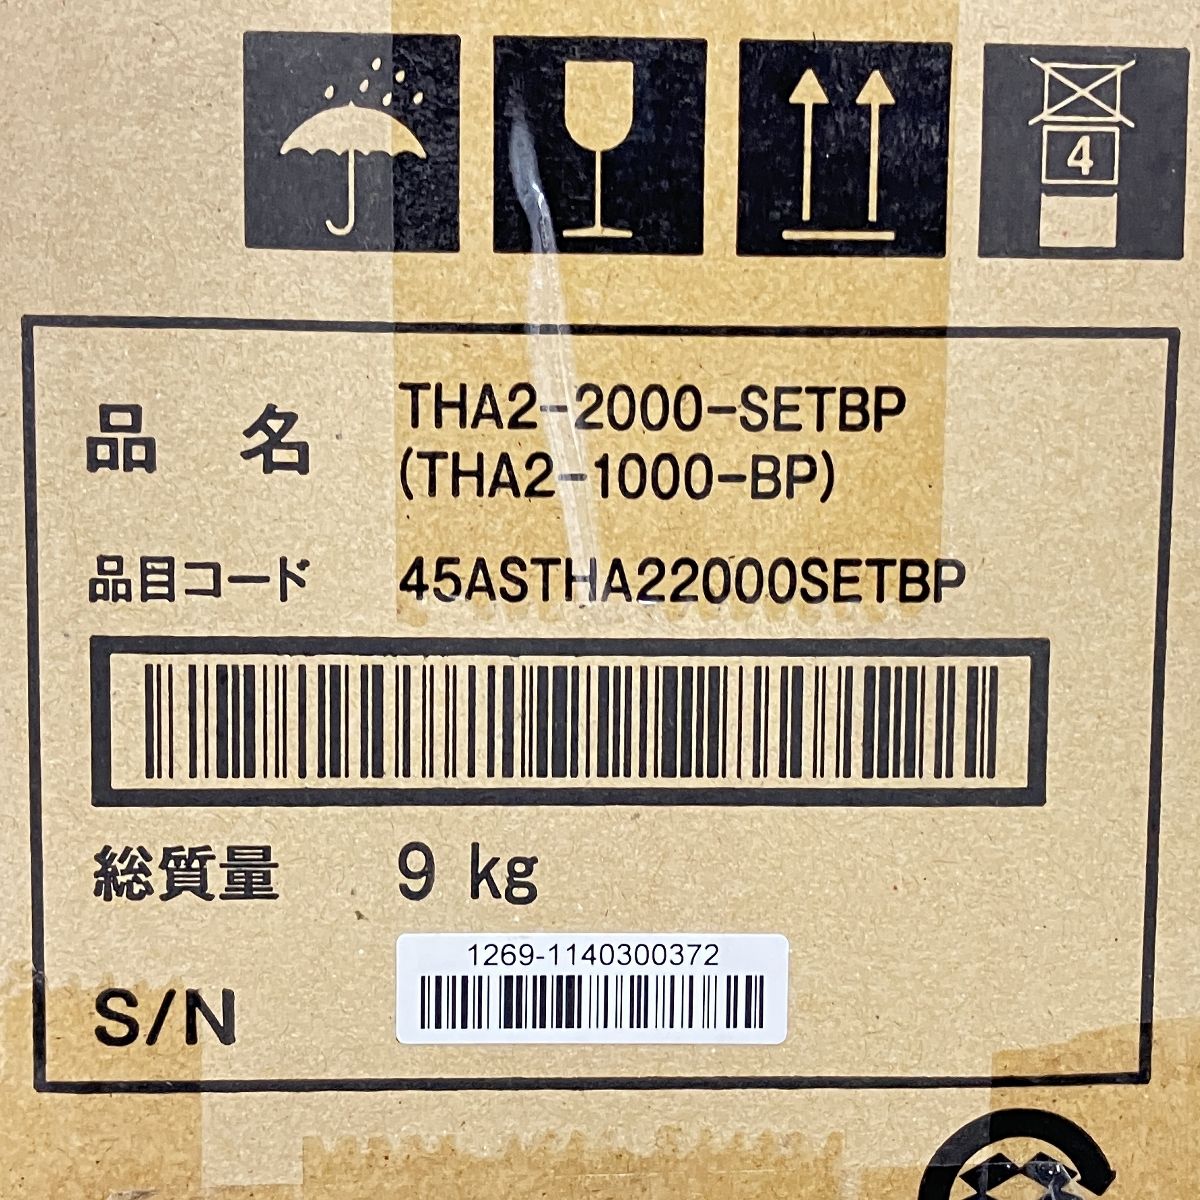 4
品名 THA2-2000-SETBP
(THA2-1000-BP)
品目コード 45ASTHA22000SETBP
総質量 9 kg
1269-1140300372
S/N